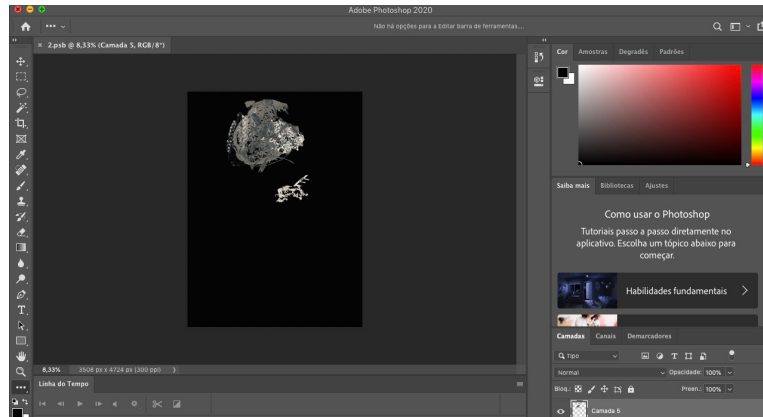 Adobe Photoshop 2020
Não há opções para a Editar barra de ferramentas....
× 2.psb @ 8,33% (Camada 5, RGB/8*)
Cor Amostras Degradês Padrões
Saiba mais Bibliotecas Ajustes
Como usar o Photoshop
Tutoriais passo a passo diretamente no
aplicativo. Escolha um tópico abaixo para
começar.
Habilidades fundamentais
Camadas Canais Demarcadores
Tipo
Normal Opacidade: 100%
Bloq.: Preen.: 100%
Camada 5
8,33% 3508 px x 4724 px (300 ppi)
Linha do Tempo